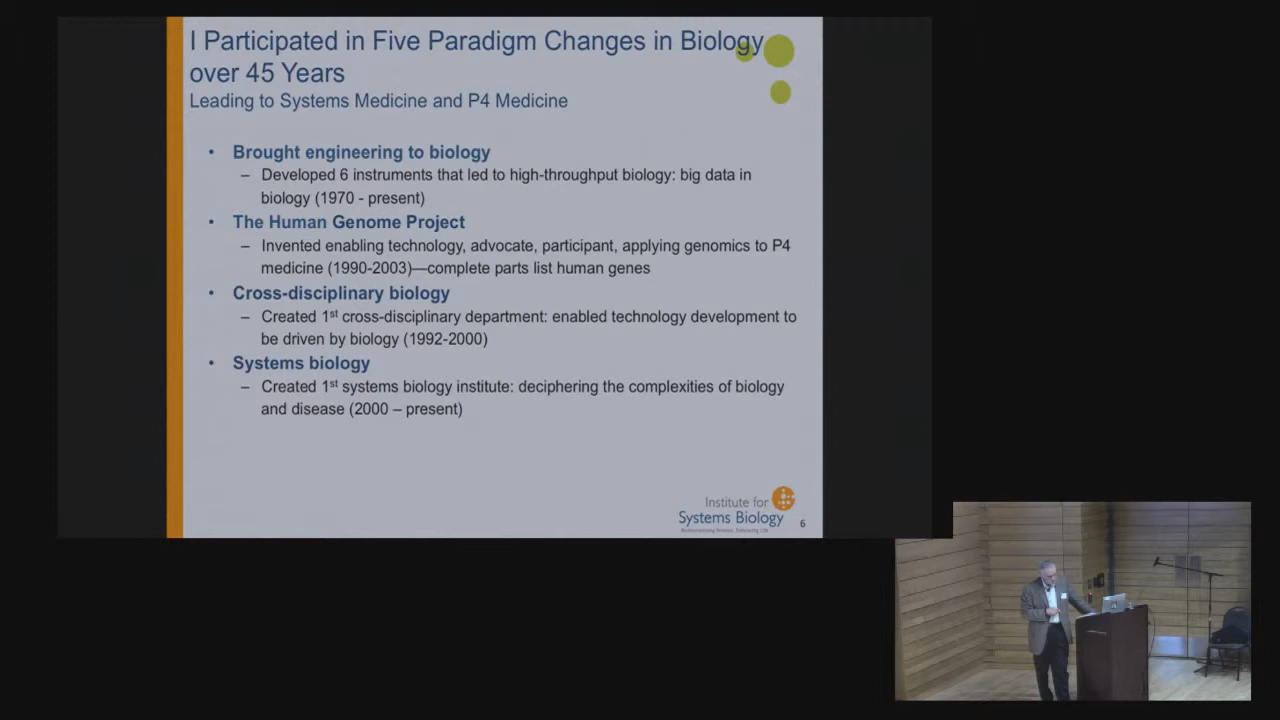 I Participated in Five Paradigm Changes in Biology
over 45 Years
Leading to Systems Medicine and P4 Medicine
• Brought engineering to biology
– Developed 6 instruments that led to high-throughput biology: big data in
biology (1970 - present)
• The Human Genome Project
– Invented enabling technology, advocate, participant, applying genomics to P4
medicine (1990-2003)—complete parts list human genes
• Cross-disciplinary biology
– Created 1st cross-disciplinary department: enabled technology development to
be driven by biology (1992-2000)
• Systems biology
– Created 1st systems biology institute: deciphering the complexities of biology
and disease (2000 – present)
Institute for
Systems Biology
6